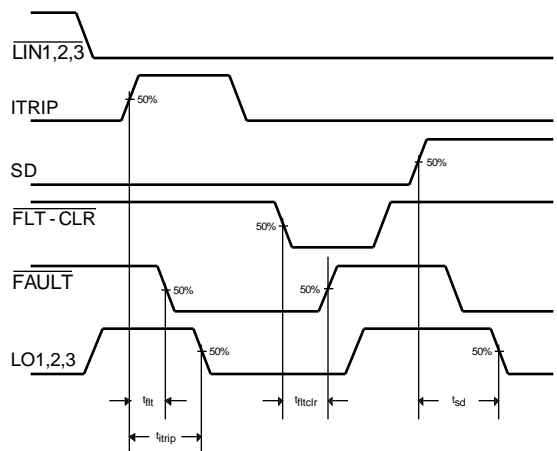 LIN1,2,3
ITRIP
50%
SD
50%
FLT - CLR
50%
FAULT
50%
50%
LO1,2,3
50%
50%
tflt
tfltclr
tsd
titrip